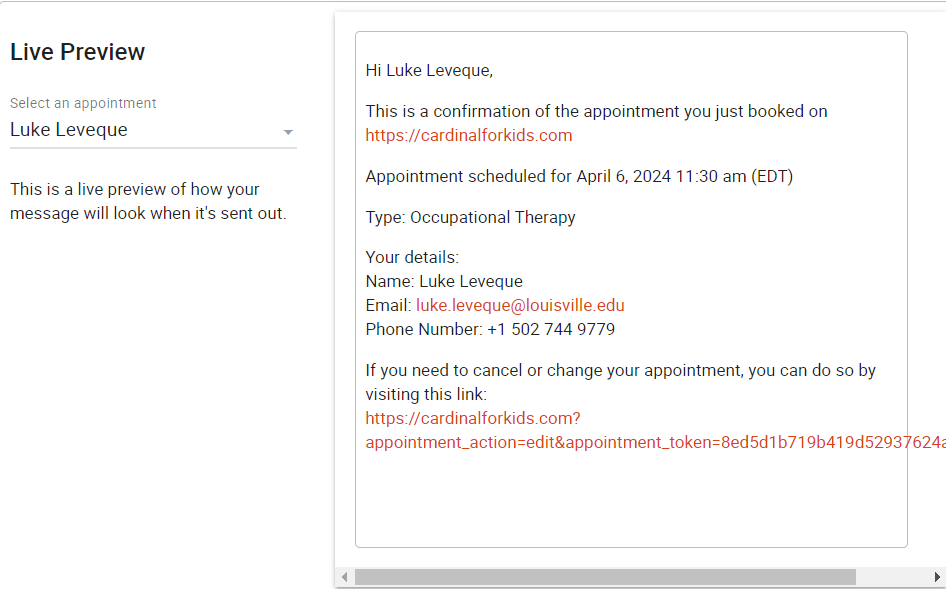 Live Preview
Select an appointment
Luke Leveque
This is a live preview of how your
message will look when it's sent out.
Hi Luke Leveque,
This is a confirmation of the appointment you just booked on
https://cardinalforkids.com
Appointment scheduled for April 6, 2024 11:30 am (EDT)
Type: Occupational Therapy
Your details:
Name: Luke Leveque
Email: luke.leveque@louisville.edu
Phone Number: +1 502 744 9779
If you need to cancel or change your appointment, you can do so by
visiting this link:
https://cardinalforkids.com?
appointment_action=edit&appointment_token=8ed5d1b719b419d52937624a